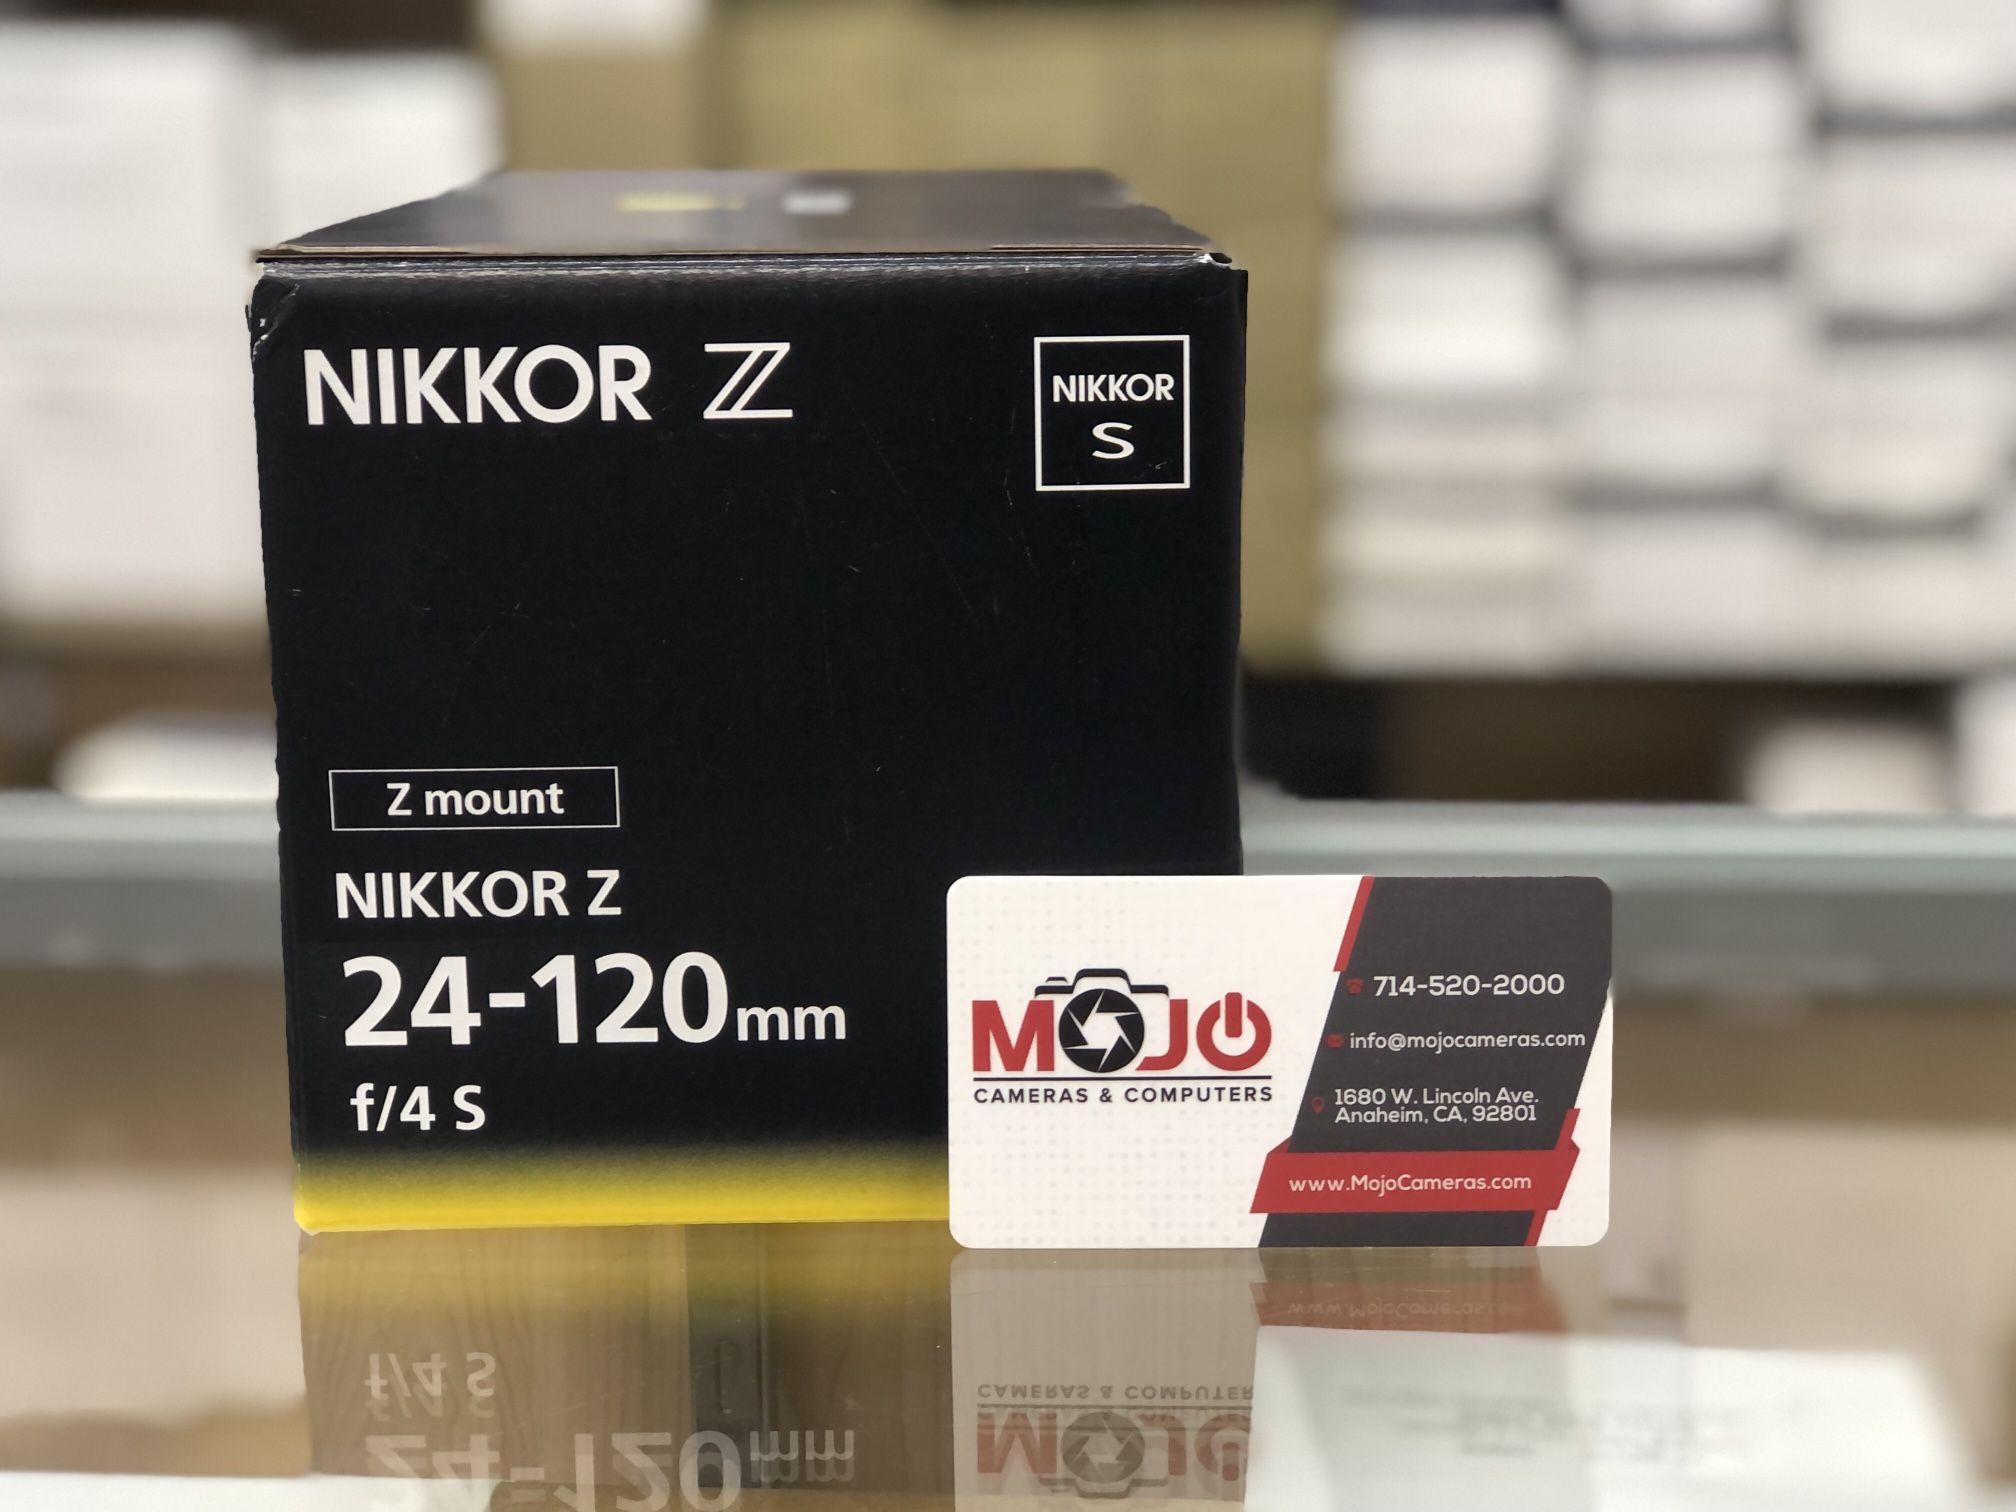 NIKKOR Z
NIKKOR
S
Z mount
NIKKOR Z
24-120mm
f/4 S
MOJO
CAMERAS & COMPUTERS
714-520-2000
info@mojocameras.com
1680 W. Lincoln Ave.
Anaheim, CA, 92801
www.MojoCameras.com